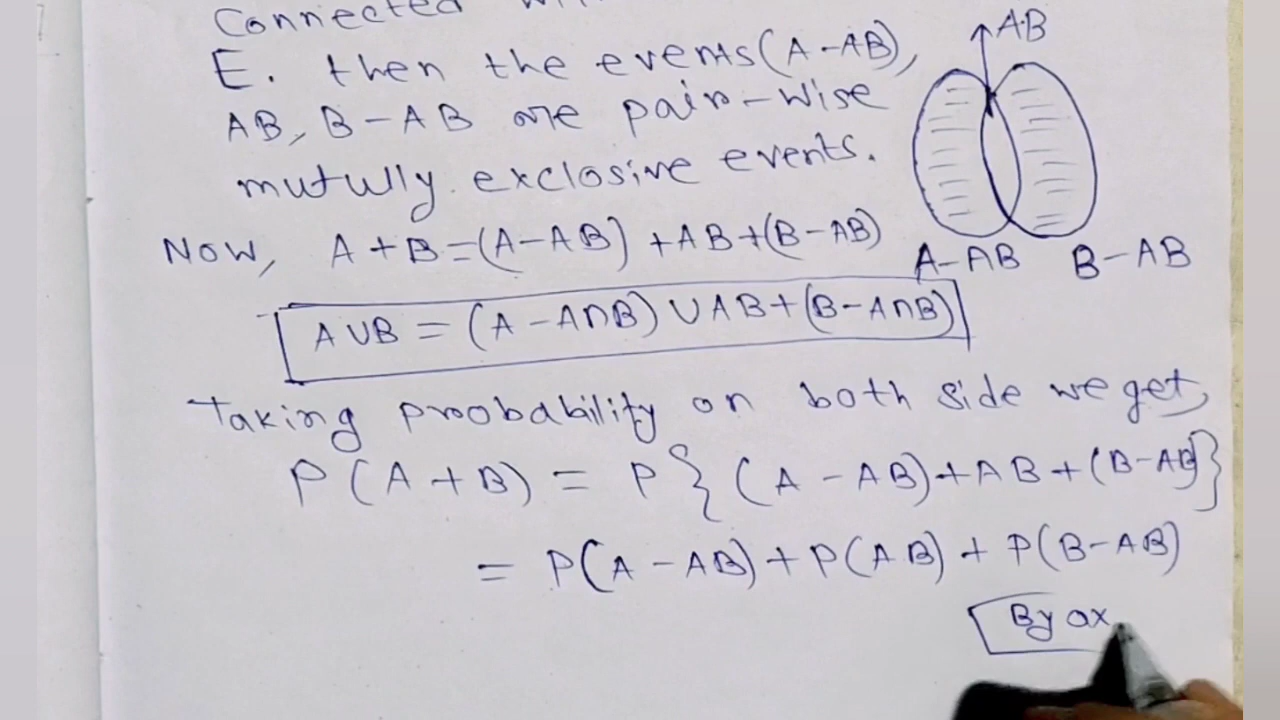 Connected
A·B
E. then the events (A-AB),
AB, B-AB are pair-wise
mutully exclosive events.
Now, A+B=(A-AB)+AB+(B-AB)
A-AB B-AB
A∪B = (A-A∩B)∪AB+(B-A∩B)
Taking probability on both side we get,
P(A+B) = P{(A-AB)+AB+(B-AB)}
= P(A-AB)+P(AB)+P(B-AB)
By ax